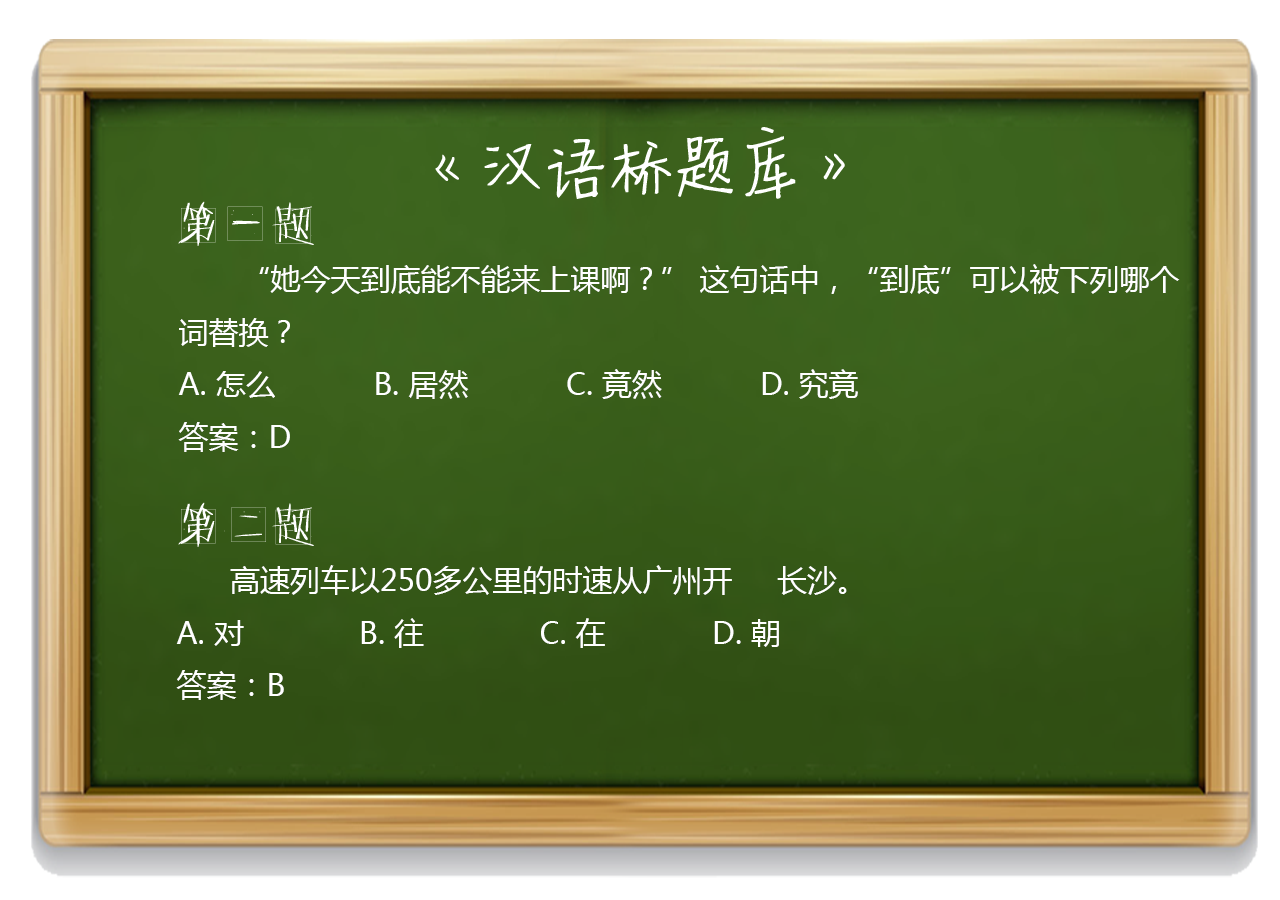 《汉语桥题库》
第一题
“她今天到底能不能来上课啊？” 这句话中，“到底”可以被下列哪个
词替换？
A. 怎么 B. 居然 C. 竟然 D. 究竟
答案：D
第二题
高速列车以250多公里的时速从广州开 长沙。
A. 对 B. 往 C. 在 D. 朝
答案：B